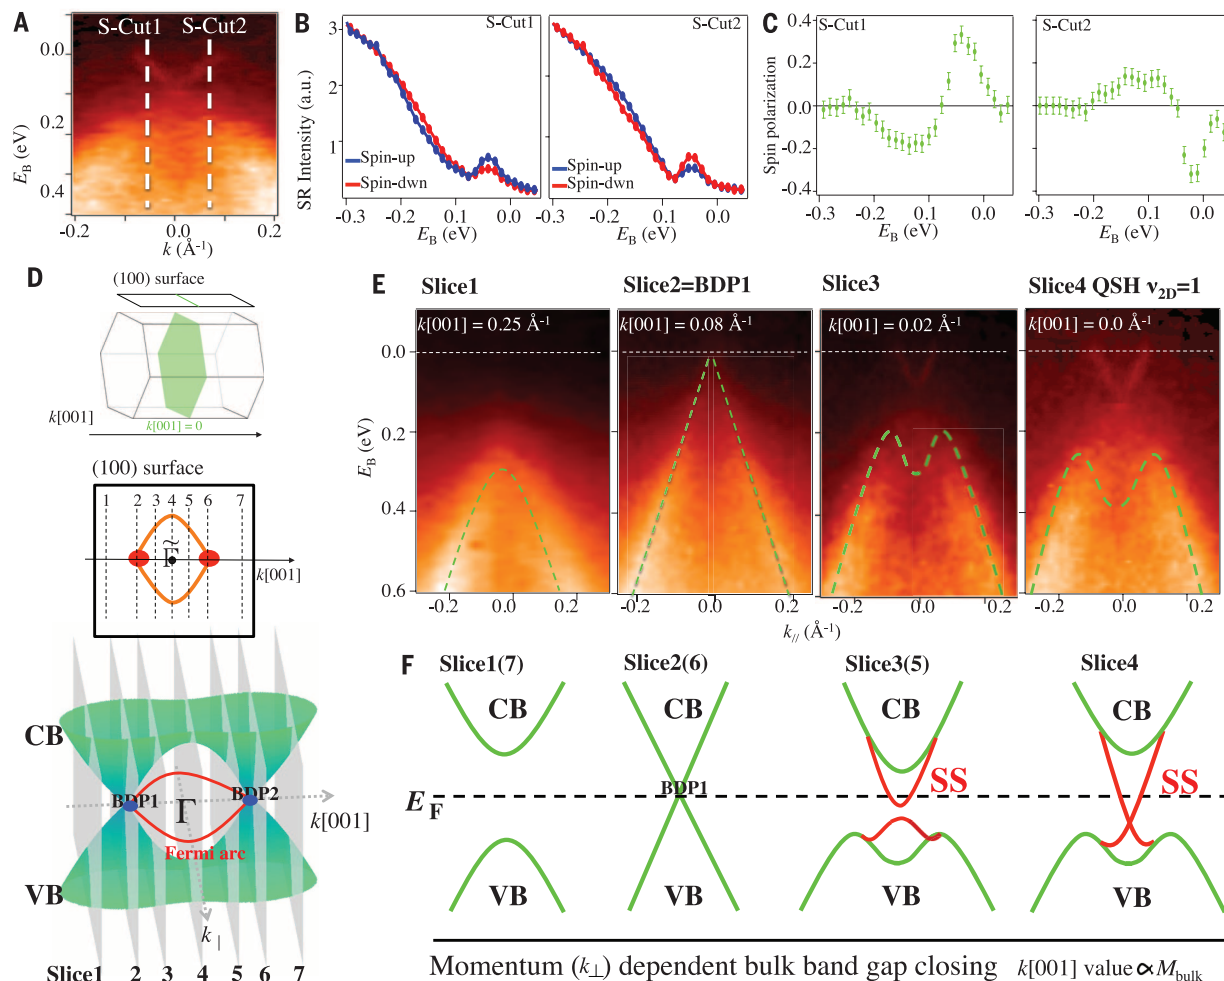 A
S-Cut1 S-Cut2
0.0
0.2
0.4
E_B (eV)
-0.2 0.0 0.2
k (Å⁻¹)
B
S-Cut1
3
2
1
0
SR Intensity (a.u.)
Spin-up
Spin-dwn
-0.3 -0.2 0.1 0.0
E_B (eV)
S-Cut2
Spin-up
Spin-dwn
-0.3 -0.2 0.1 0.0
E_B (eV)
C
S-Cut1
0.4
0.2
0.0
-0.2
-0.4
Spin polarization
-0.3 -0.2 0.1 0.0
E_B (eV)
S-Cut2
-0.3 -0.2 0.1 0.0
E_B (eV)
D
(100) surface
k[001]
k[001] = 0
(100) surface
1 2 3 4 5 6 7
Γ̃
k[001]
CB
BDP1
BDP2
Γ
k[001]
Fermi arc
VB
k⊥
Slice1 2 3 4 5 6 7
E
Slice1
Slice2=BDP1
Slice3
Slice4 QSH ν₂D=1
k[001] = 0.25 Å⁻¹
k[001] = 0.08 Å⁻¹
k[001] = 0.02 Å⁻¹
k[001] = 0.0 Å⁻¹
0.0
0.2
0.4
0.6
E_B (eV)
-0.2 0.0 0.2
-0.2 0.0 0.2
-0.2 0.0 0.2
-0.2 0.0 0.2
k// (Å⁻¹)
F
Slice1(7)
Slice2(6)
Slice3(5)
Slice4
CB
CB
CB
CB
BDP1
SS
SS
E_F
VB
VB
VB
VB
Momentum (k⊥) dependent bulk band gap closing k[001] value ∝ M_bulk